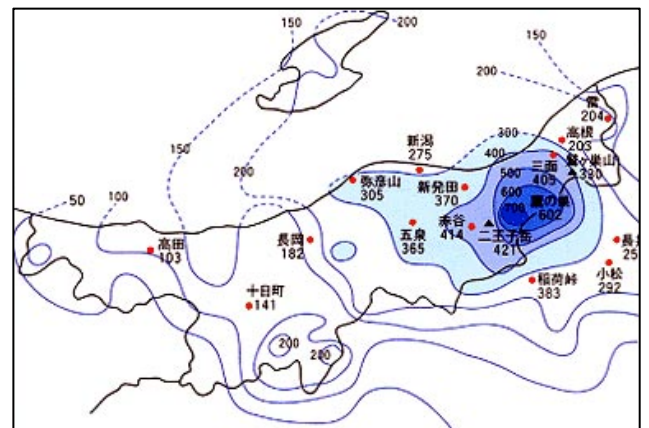 150
200
150
200
雷
204
高根
203
300
400
三面
405
鷲ヶ巣山
330
新潟
275
500
弥彦山
305
新発田
370
600
鷹の巣
602
700
150
200
50
100
赤谷
414
二王子岳
421
五泉
365
高田
103
長岡
182
小松
292
稲荷峠
383
十日町
141
200
200